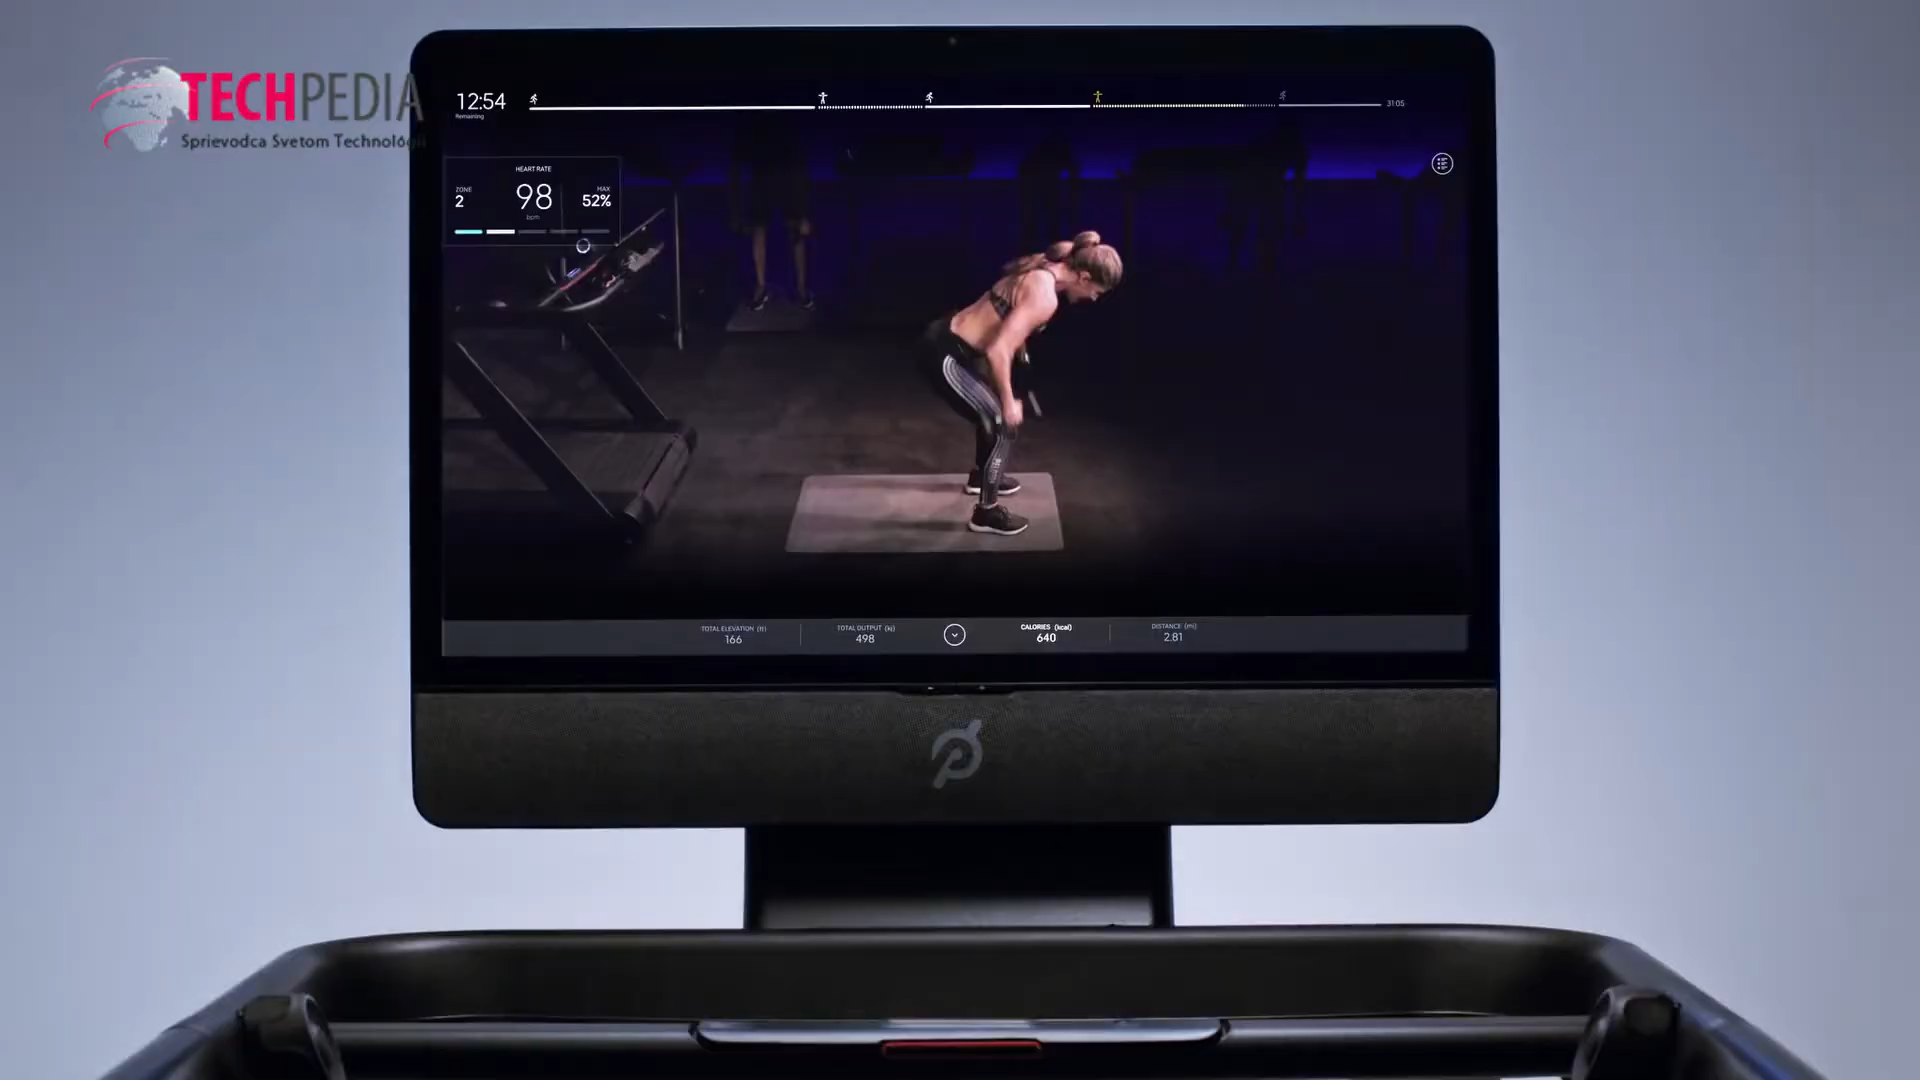 TECHPEDIA
Sprievodca Svetom Technológií
12:54
Remaining
31:05
HEART RATE
ZONE
2
98
bpm
MAX
52%
TOTAL ELEVATION (ft)
166
TOTAL OUTPUT (kj)
498
CALORIES (kcal)
640
DISTANCE (mi)
2.81